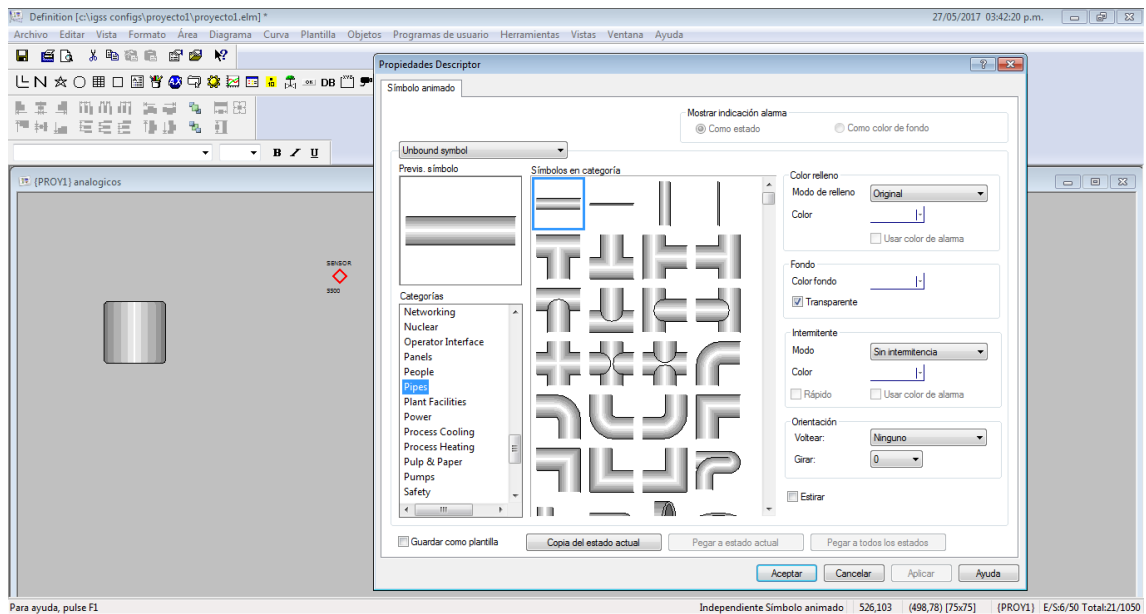 Definition [c:\igss configs\proyecto1\proyecto1.elm] *
27/05/2017 03:42:20 p.m.
Archivo Editar Vista Formato Área Diagrama Curva Plantilla Objetos Programas de usuario Herramientas Vistas Ventana Ayuda
DB
B I U
{PROY1} analogicos
SENSOR
9300
Propiedades Descriptor
Símbolo animado
Mostrar indicación alarma
Como estado
Como color de fondo
Unbound symbol
Previs. símbolo
Símbolos en categoría
Categorías
Networking
Nuclear
Operator Interface
Panels
People
Pipes
Plant Facilities
Power
Process Cooling
Process Heating
Pulp & Paper
Pumps
Safety
Color relleno
Modo de relleno Original
Color
Usar color de alarma
Fondo
Color fondo
Transparente
Intermitente
Modo Sin intermitencia
Color
Rápido Usar color de alarma
Orientación
Voltear: Ninguno
Girar: 0
Estirar
Guardar como plantilla
Copia del estado actual
Pegar a estado actual
Pegar a todos los estados
Aceptar
Cancelar
Aplicar
Ayuda
Para ayuda, pulse F1
Independiente Símbolo animado 526,103 (498,78) [75x75] {PROY1} E/S:6/50 Total:21/1050